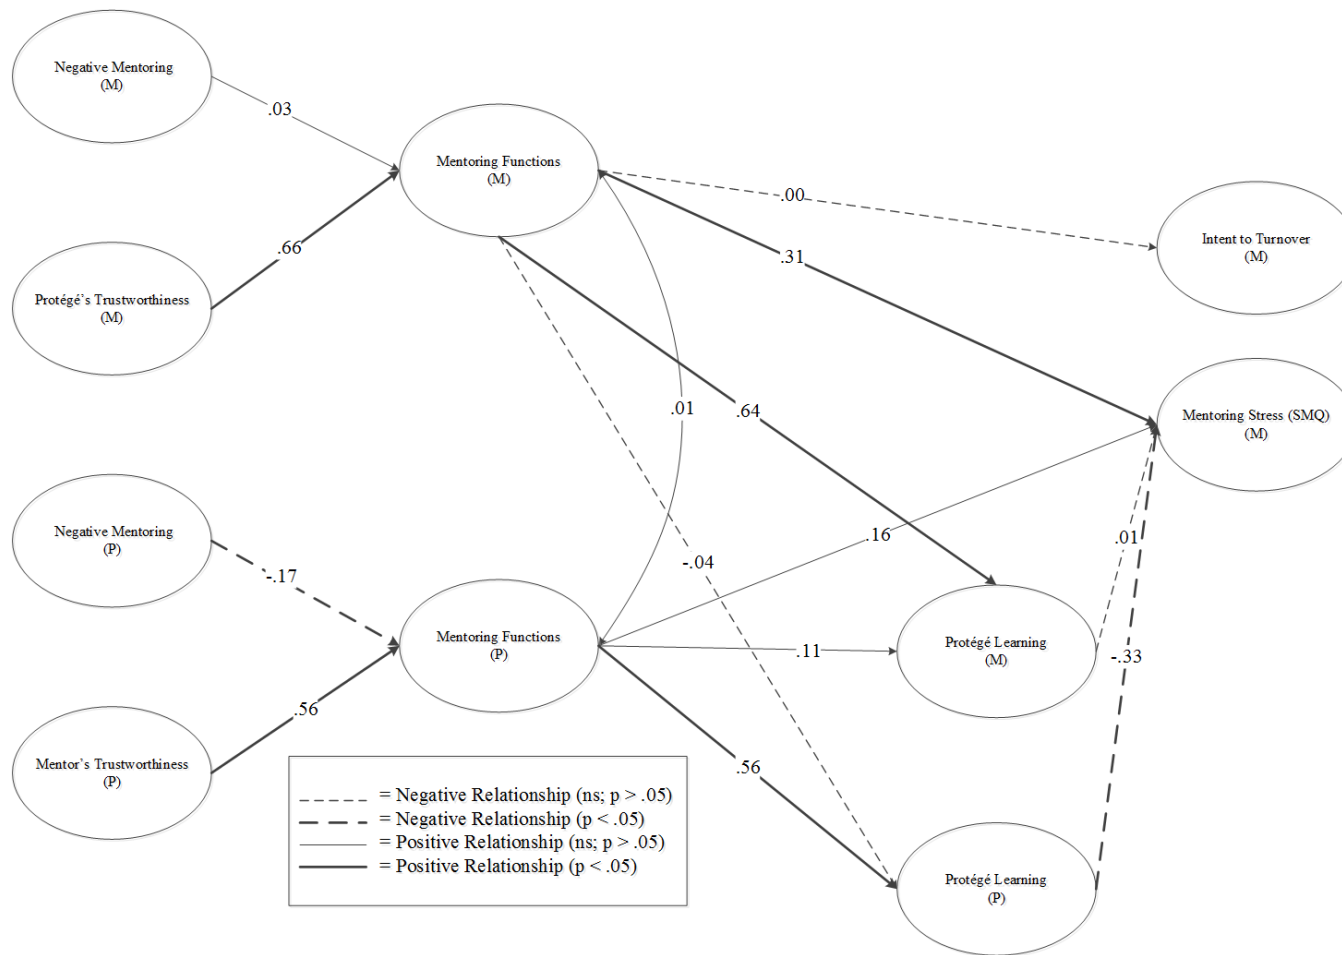 Negative Mentoring
(M)
.03
Mentoring Functions
(M)
.00
.66
Intent to Turnover
(M)
.31
Protégé's Trustworthiness
(M)
.01
.64
Mentoring Stress (SMQ)
(M)
Negative Mentoring
(P)
-.17
-.04
.16
.01
Mentoring Functions
(P)
.11
Protégé Learning
(M)
-.33
.56
Mentor's Trustworthiness
(P)
.56
= Negative Relationship (ns; p > .05)
= Negative Relationship (p < .05)
= Positive Relationship (ns; p > .05)
= Positive Relationship (p < .05)
Protégé Learning
(P)